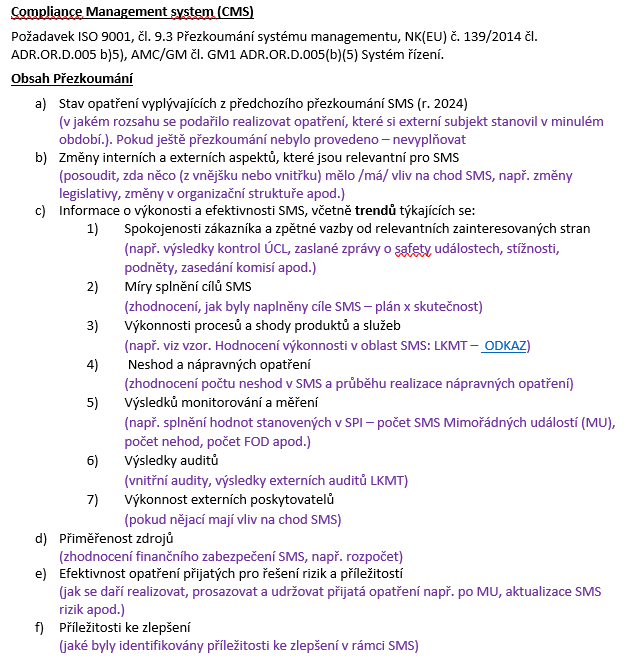 Compliance Management system (CMS)
Požadavek ISO 9001, čl. 9.3 Přezkoumání systému managementu, NK(EU) č. 139/2014 čl.
ADR.OR.D.005 b)5), AMC/GM čl. GM1 ADR.OR.D.005(b)(5) Systém řízení.
Obsah Přezkoumání
a) Stav opatření vyplývajících z předchozího přezkoumání SMS (r. 2024)
(v jakém rozsahu se podařilo realizovat opatření, které si externí subjekt stanovil v minulém
období.). Pokud ještě přezkoumání nebylo provedeno – nevyplňovat
b) Změny interních a externích aspektů, které jsou relevantní pro SMS
(posoudit, zda něco (z vnějšku nebo vnitřku) mělo /má/ vliv na chod SMS, např. změny
legislativy, změny v organizační struktuře apod.)
c) Informace o výkonosti a efektivnosti SMS, včetně trendů týkajících se:
1) Spokojenosti zákazníka a zpětné vazby od relevantních zainteresovaných stran
(např. výsledky kontrol ÚCL, zaslané zprávy o safety událostech, stížnosti,
podněty, zasedání komisí apod.)
2) Míry splnění cílů SMS
(zhodnocení, jak byly naplněny cíle SMS – plán x skutečnost)
3) Výkonnosti procesů a shody produktů a služeb
(např. viz vzor. Hodnocení výkonnosti v oblast SMS: LKMT – ODKAZ)
4) Neshod a nápravných opatření
(zhodnocení počtu neshod v SMS a průběhu realizace nápravných opatření)
5) Výsledků monitorování a měření
(např. splnění hodnot stanovených v SPI – počet SMS Mimořádných událostí (MU),
počet nehod, počet FOD apod.)
6) Výsledky auditů
(vnitřní audity, výsledky externích auditů LKMT)
7) Výkonnost externích poskytovatelů
(pokud nějací mají vliv na chod SMS)
d) Přiměřenost zdrojů
(zhodnocení finančního zabezpečení SMS, např. rozpočet)
e) Efektivnost opatření přijatých pro řešení rizik a příležitostí
(jak se daří realizovat, prosazovat a udržovat přijatá opatření např. po MU, aktualizace SMS
rizik apod.)
f) Příležitosti ke zlepšení
(jaké byly identifikovány příležitosti ke zlepšení v rámci SMS)